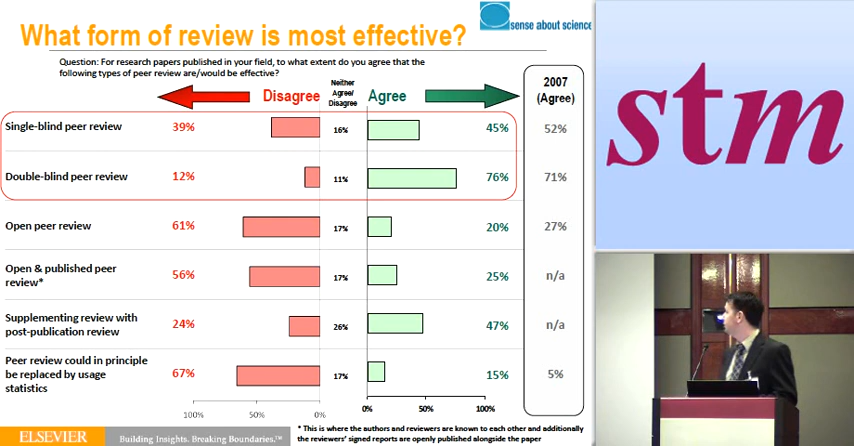 What form of review is most effective?
sense about science
Question: For research papers published in your field, to what extent do you agree that the
following types of peer review are/would be effective?
Disagree
Neither
Agree/
Disagree
Agree
2007
(Agree)
Single-blind peer review 39% 16% 45% 52%
Double-blind peer review 12% 11% 76% 71%
Open peer review 61% 17% 20% 27%
Open & published peer
review* 56% 17% 25% n/a
Supplementing review with
post-publication review 24% 26% 47% n/a
Peer review could in principle
be replaced by usage
statistics 67% 17% 15% 5%
100% 50% 0% 0% 50% 100%
* This is where the authors and reviewers are known to each other and additionally
the reviewers' signed reports are openly published alongside the paper
ELSEVIER Building Insights. Breaking Boundaries.™
stm